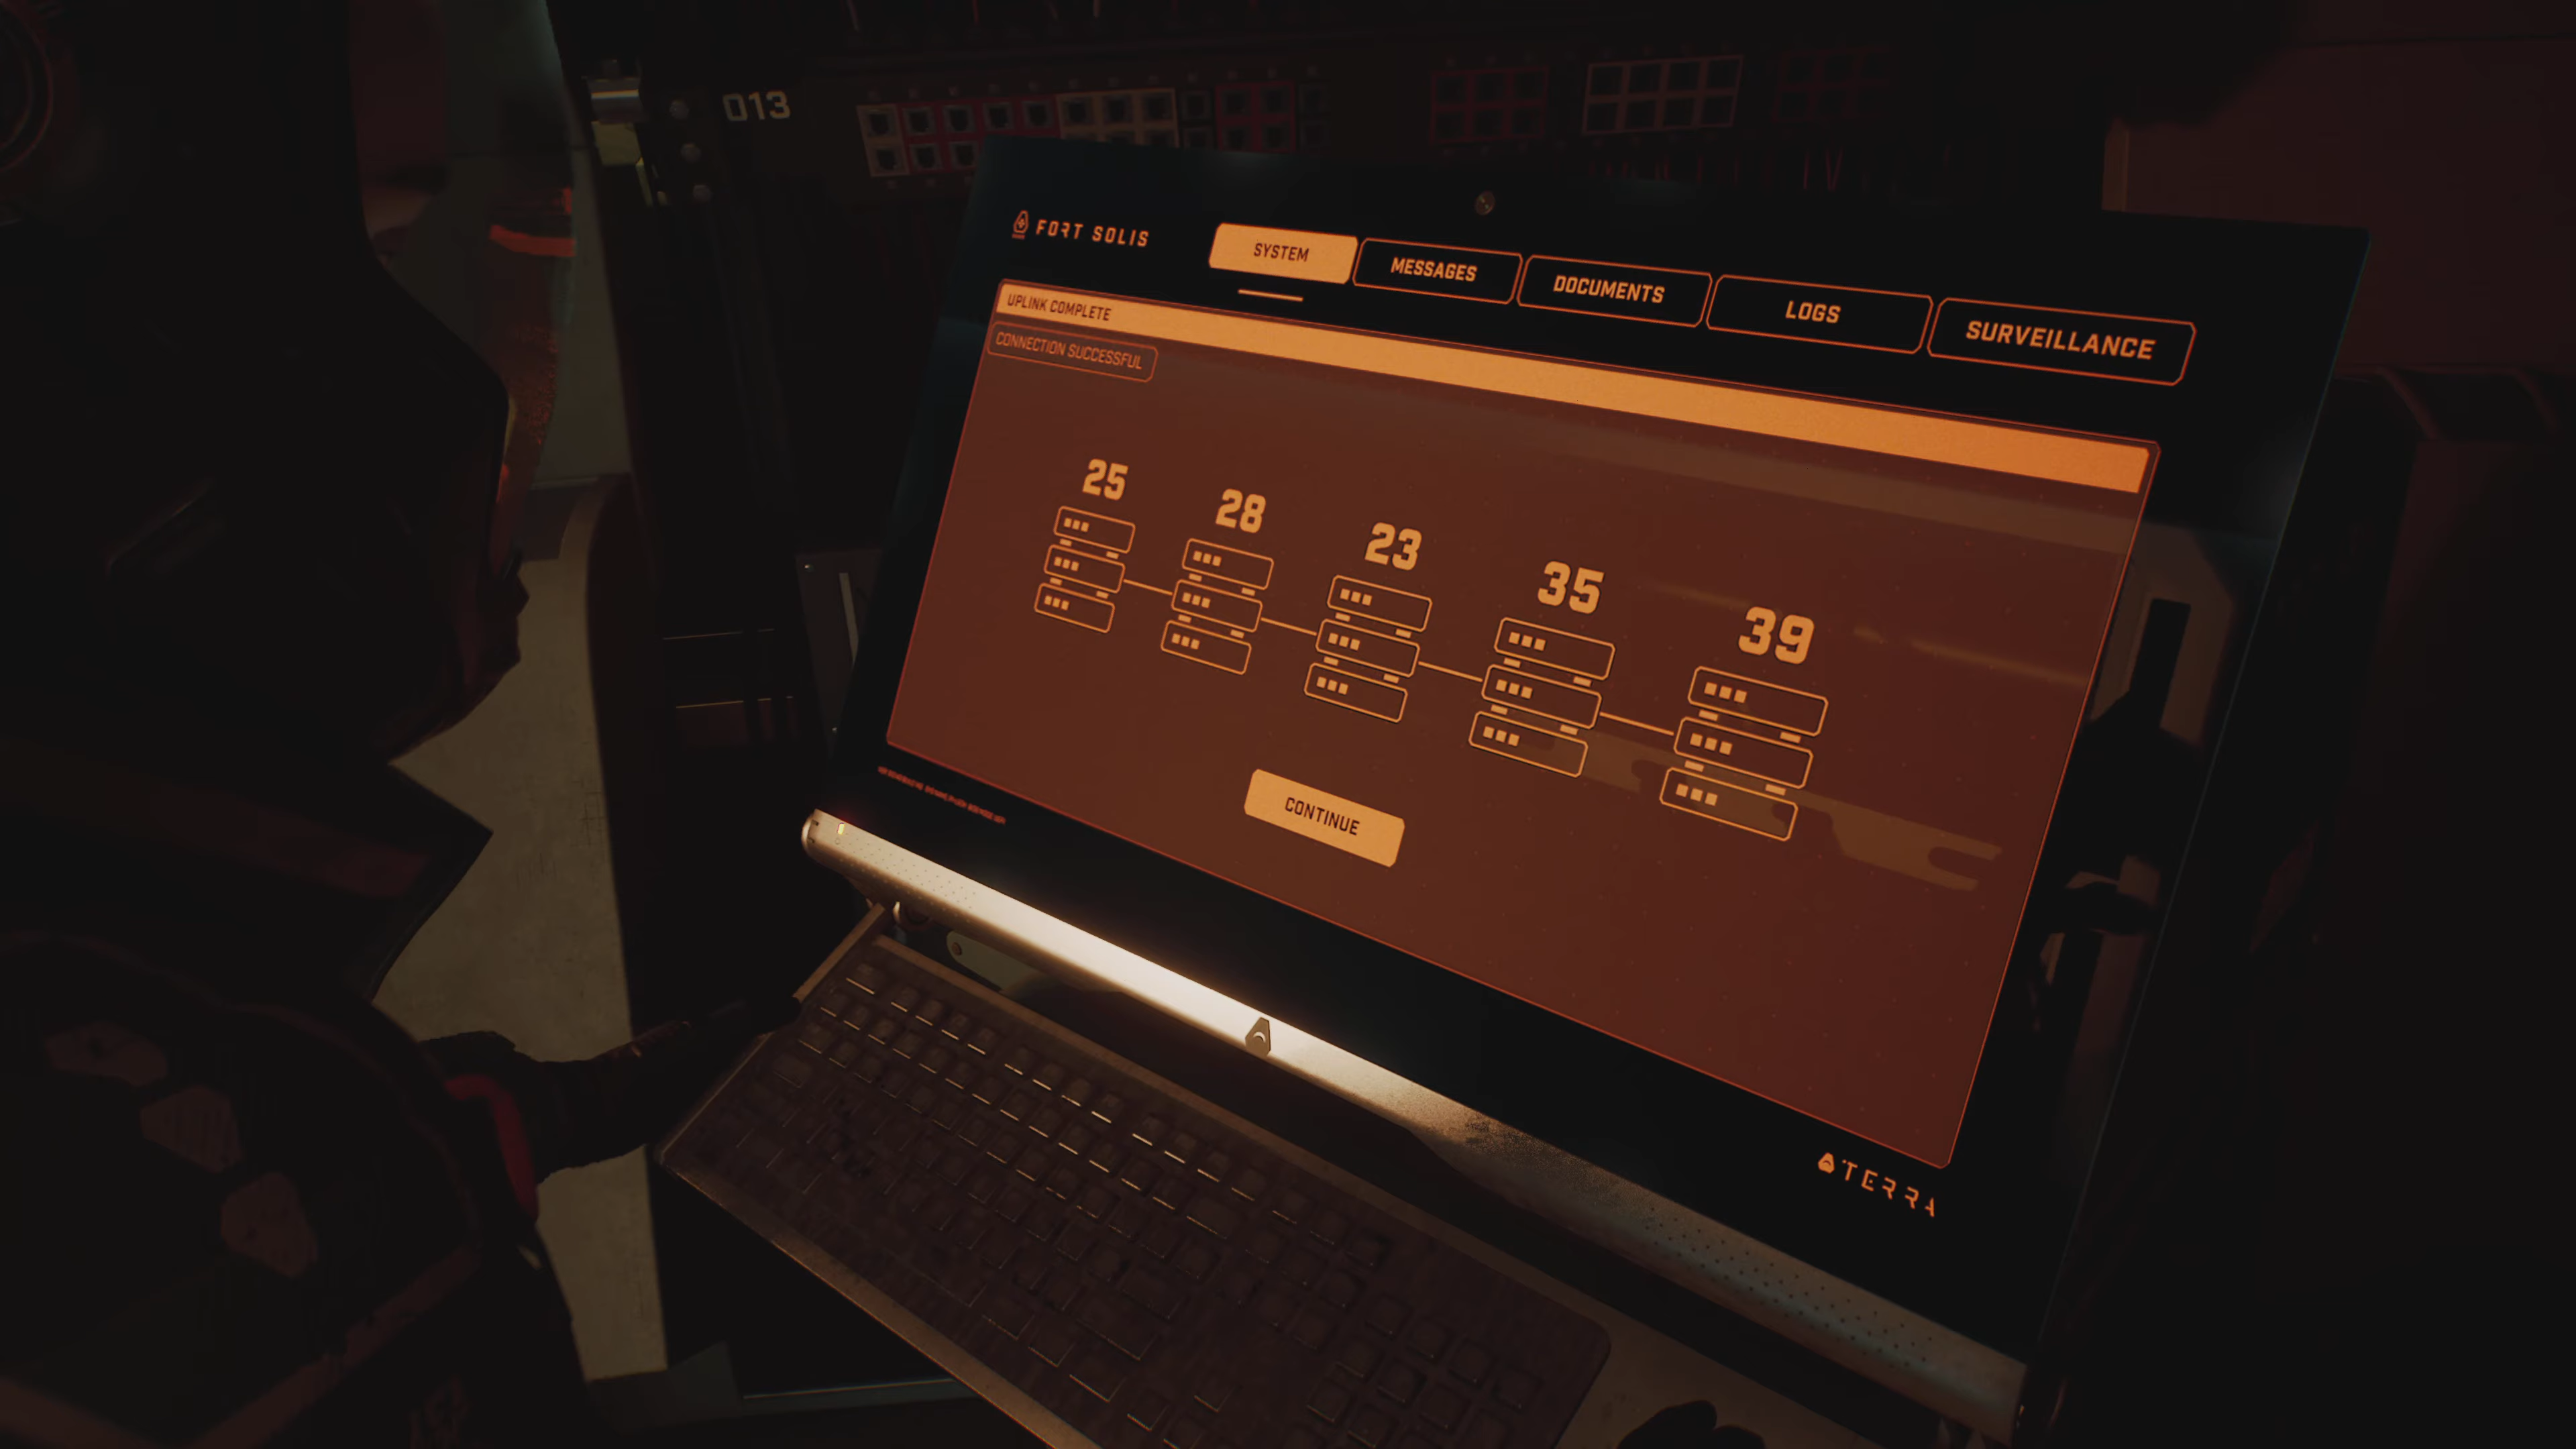 013
FORT SOLIS
SYSTEM
MESSAGES
DOCUMENTS
LOGS
SURVEILLANCE
UPLINK COMPLETE
CONNECTION SUCCESSFUL
25
28
23
35
39
CONTINUE
TERRA